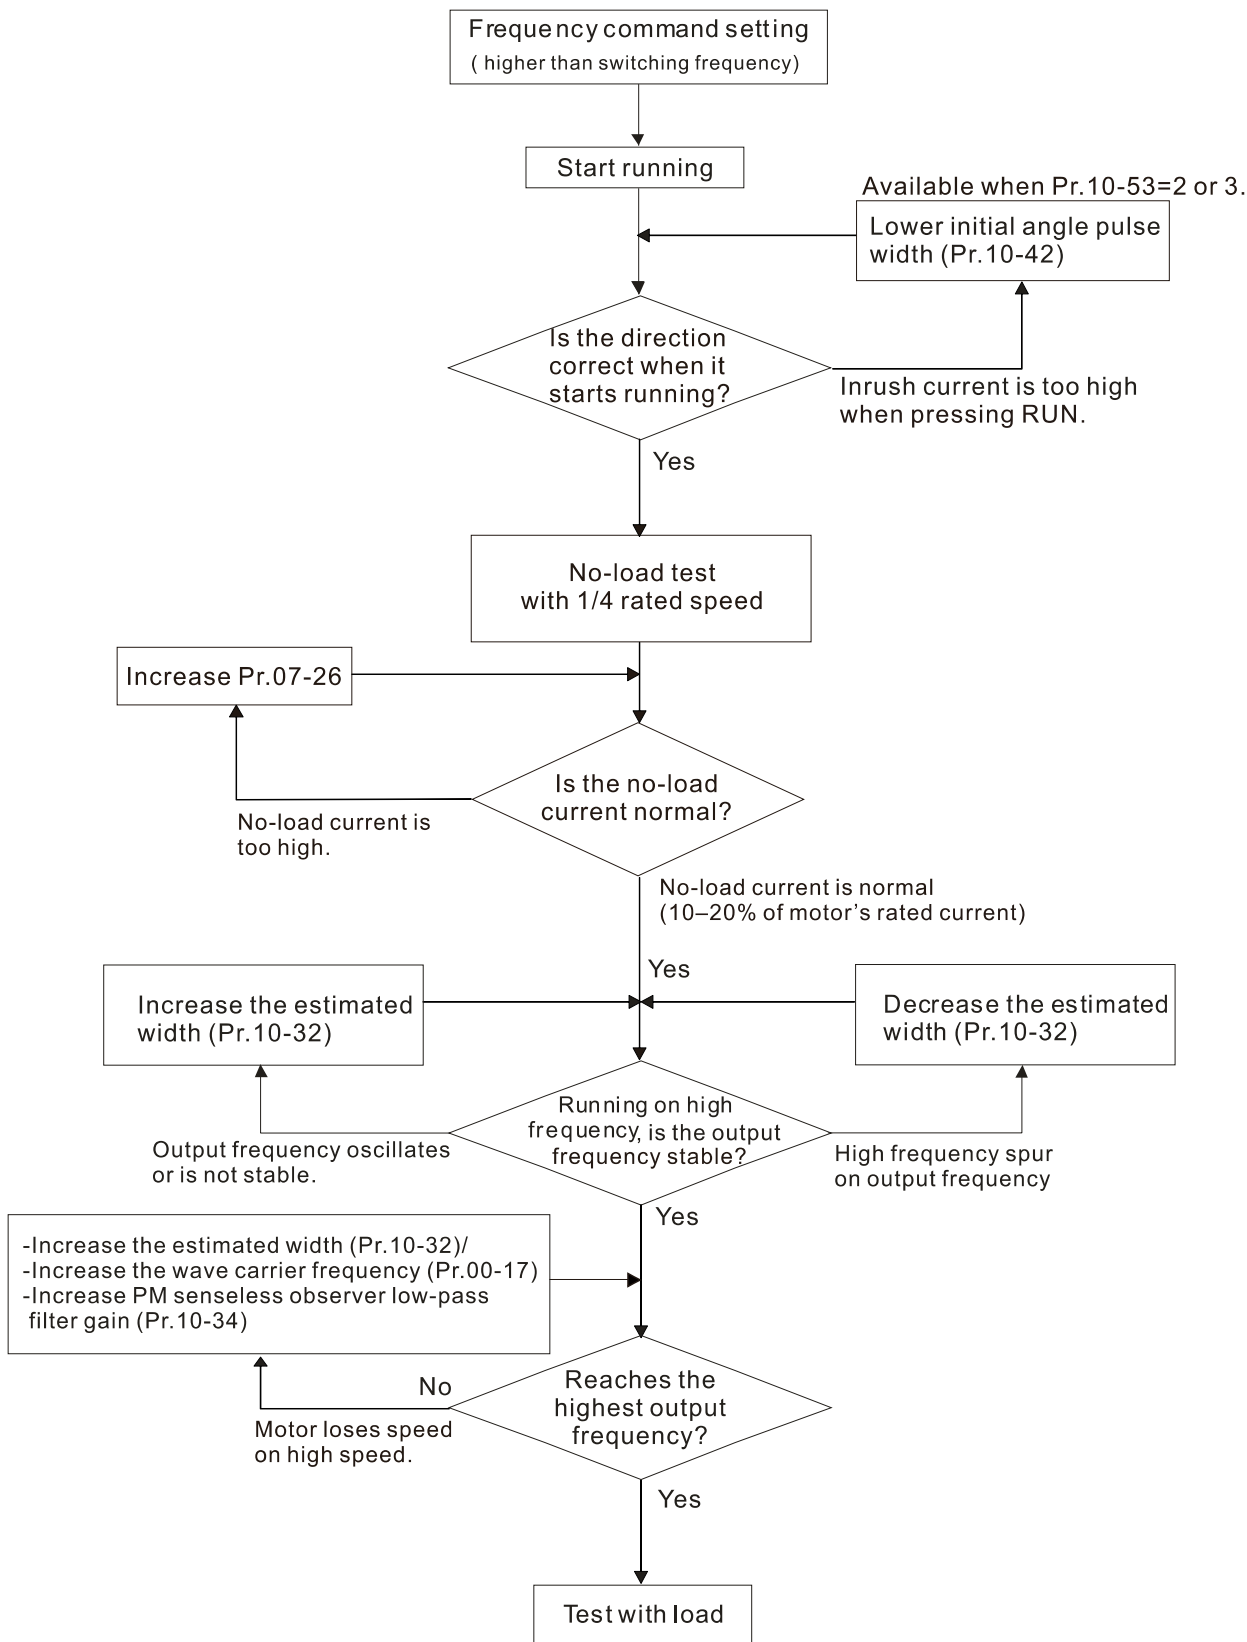 Frequency command setting
( higher than switching frequency)
Start running
Available when Pr.10-53=2 or 3.
Lower initial angle pulse
width (Pr.10-42)
Is the direction
correct when it
starts running?
Inrush current is too high
when pressing RUN.
Yes
No-load test
with 1/4 rated speed
Increase Pr.07-26
Is the no-load
current normal?
No-load current is
too high.
No-load current is normal
(10–20% of motor’s rated current)
Yes
Increase the estimated
width (Pr.10-32)
Decrease the estimated
width (Pr.10-32)
Running on high
frequency, is the output
frequency stable?
Output frequency oscillates
or is not stable.
High frequency spur
on output frequency
Yes
-Increase the estimated width (Pr.10-32)/
-Increase the wave carrier frequency (Pr.00-17)
-Increase PM senseless observer low-pass
filter gain (Pr.10-34)
Reaches the
highest output
frequency?
No
Motor loses speed
on high speed.
Yes
Test with load